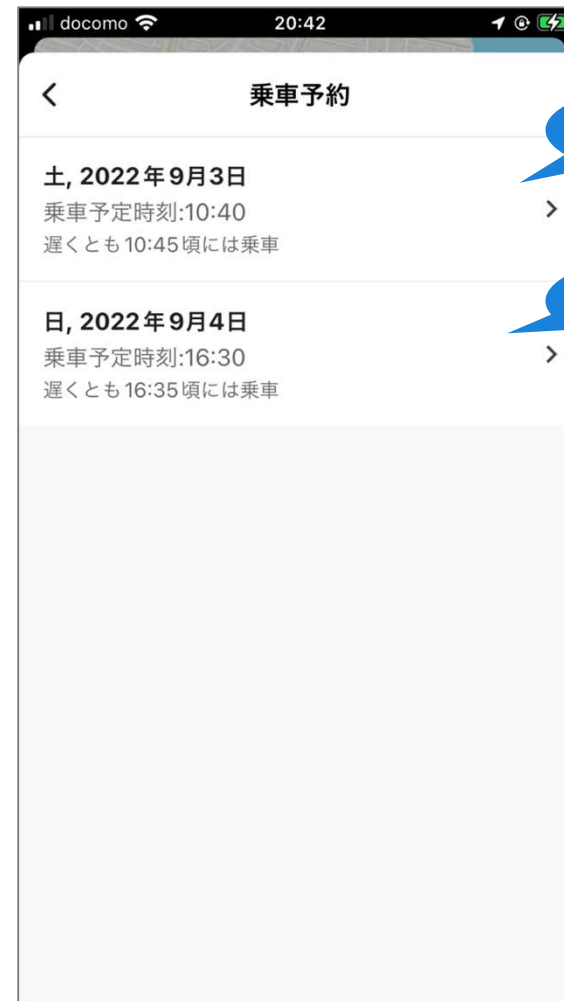 docomo 20:42
乗車予約
土, 2022年9月3日
乗車予定時刻:10:40
遅くとも10:45頃には乗車
日, 2022年9月4日
乗車予定時刻:16:30
遅くとも16:35頃には乗車